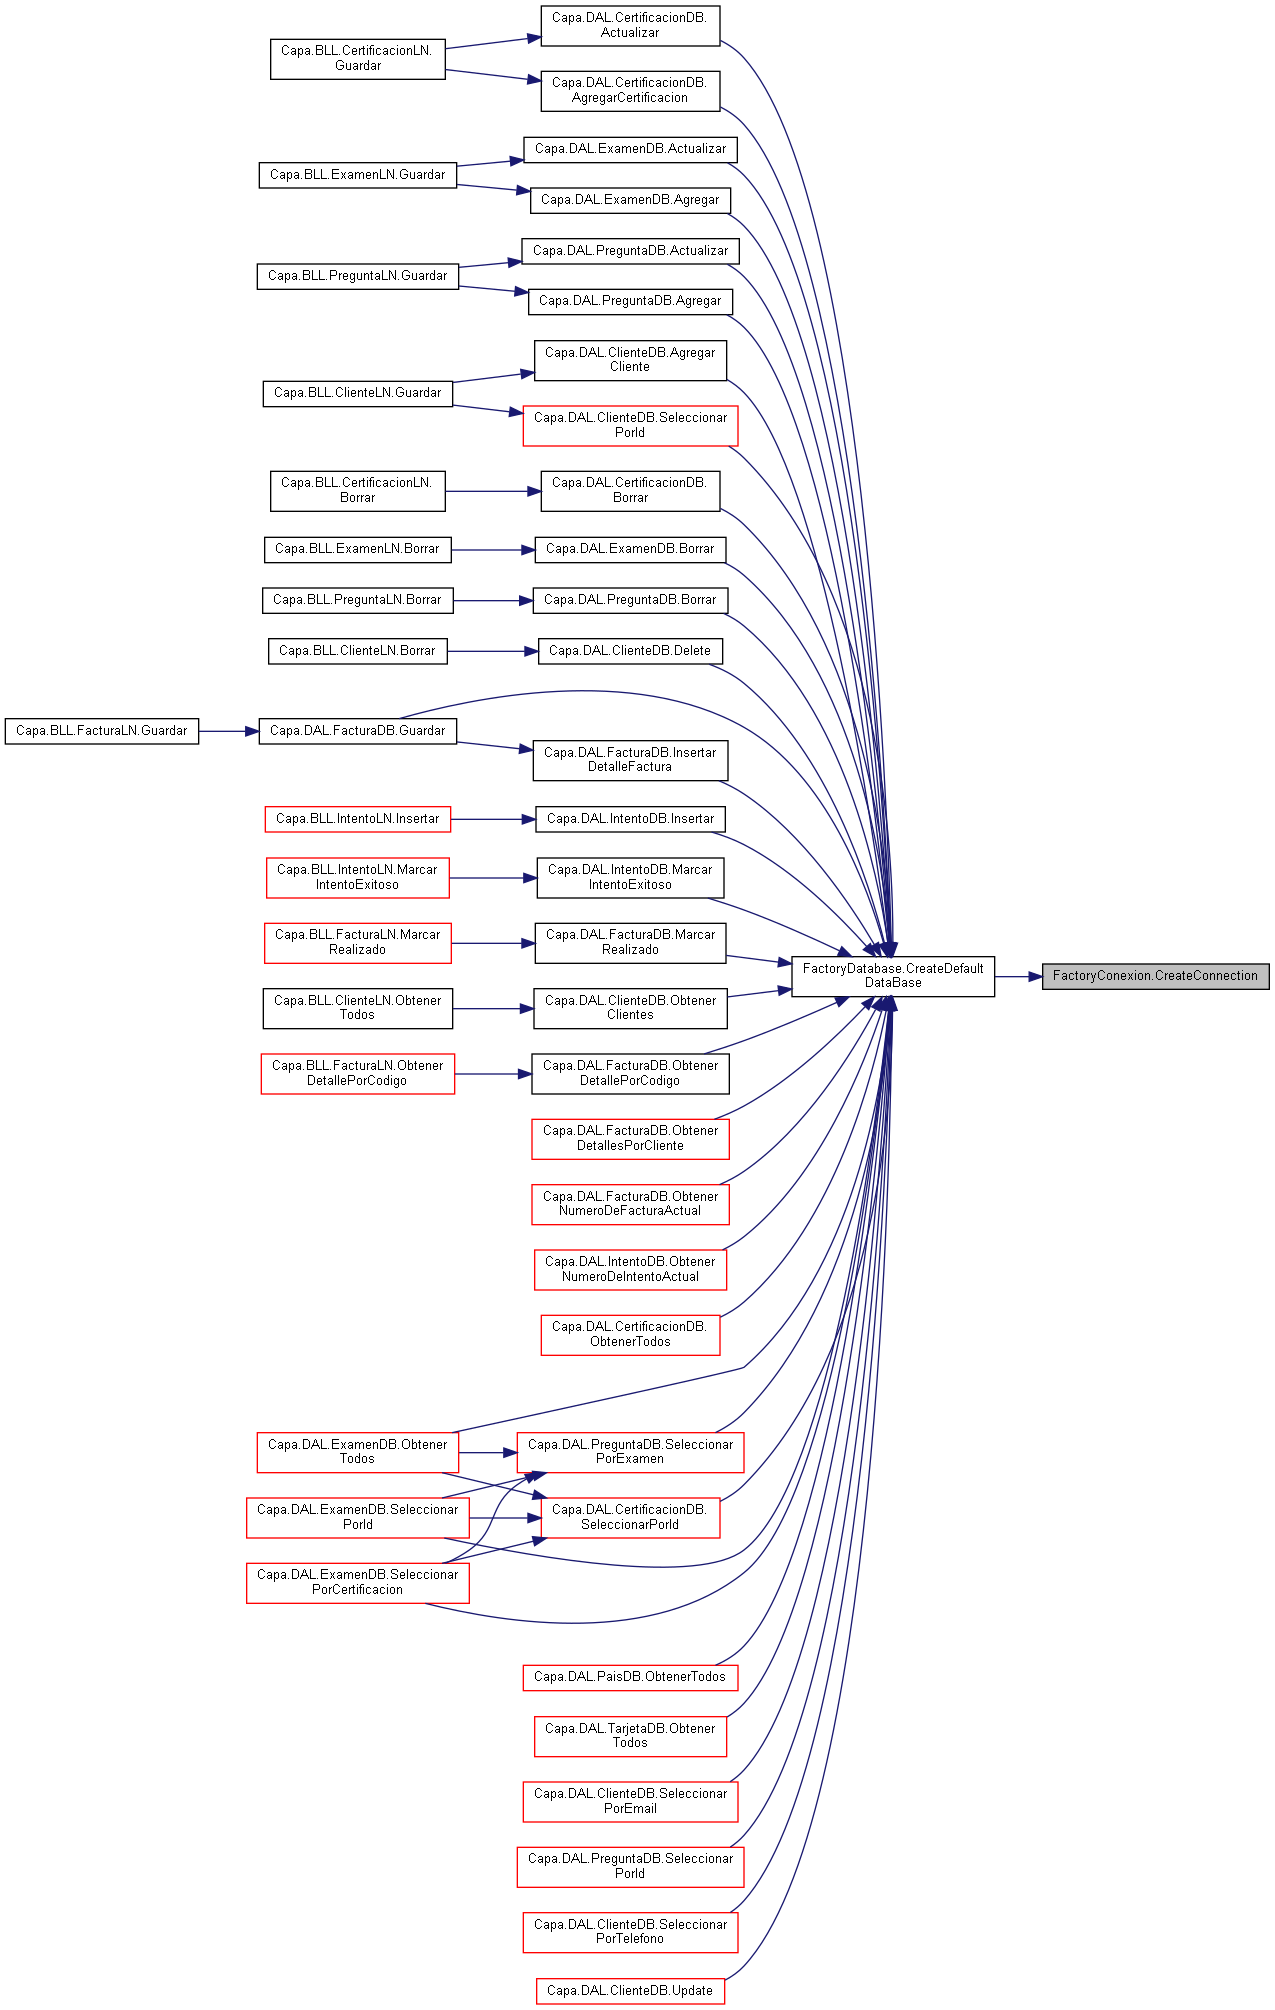 Capa.DAL.CertificacionDB.
Actualizar
Capa.BLL.CertificacionLN.
Guardar
Capa.DAL.CertificacionDB.
AgregarCertificacion
Capa.DAL.ExamenDB.Actualizar
Capa.BLL.ExamenLN.Guardar
Capa.DAL.ExamenDB.Agregar
Capa.DAL.PreguntaDB.Actualizar
Capa.BLL.PreguntaLN.Guardar
Capa.DAL.PreguntaDB.Agregar
Capa.DAL.ClienteDB.Agregar
Cliente
Capa.BLL.ClienteLN.Guardar
Capa.DAL.ClienteDB.Seleccionar
PorId
Capa.BLL.CertificacionLN.
Borrar
Capa.DAL.CertificacionDB.
Borrar
Capa.BLL.ExamenLN.Borrar
Capa.DAL.ExamenDB.Borrar
Capa.BLL.PreguntaLN.Borrar
Capa.DAL.PreguntaDB.Borrar
Capa.BLL.ClienteLN.Borrar
Capa.DAL.ClienteDB.Delete
Capa.BLL.FacturaLN.Guardar
Capa.DAL.FacturaDB.Guardar
Capa.DAL.FacturaDB.Insertar
DetalleFactura
Capa.BLL.IntentoLN.Insertar
Capa.DAL.IntentoDB.Insertar
Capa.BLL.IntentoLN.Marcar
IntentoExitoso
Capa.DAL.IntentoDB.Marcar
IntentoExitoso
Capa.BLL.FacturaLN.Marcar
Realizado
Capa.DAL.FacturaDB.Marcar
Realizado
FactoryDatabase.CreateDefault
DataBase
FactoryConexion.CreateConnection
Capa.BLL.ClienteLN.Obtener
Todos
Capa.DAL.ClienteDB.Obtener
Clientes
Capa.BLL.FacturaLN.Obtener
DetallePorCodigo
Capa.DAL.FacturaDB.Obtener
DetallePorCodigo
Capa.DAL.FacturaDB.Obtener
DetallesPorCliente
Capa.DAL.FacturaDB.Obtener
NumeroDeFacturaActual
Capa.DAL.IntentoDB.Obtener
NumeroDeIntentoActual
Capa.DAL.CertificacionDB.
ObtenerTodos
Capa.DAL.ExamenDB.Obtener
Todos
Capa.DAL.PreguntaDB.Seleccionar
PorExamen
Capa.DAL.ExamenDB.Seleccionar
PorId
Capa.DAL.CertificacionDB.
SeleccionarPorId
Capa.DAL.ExamenDB.Seleccionar
PorCertificacion
Capa.DAL.PaisDB.ObtenerTodos
Capa.DAL.TarjetaDB.Obtener
Todos
Capa.DAL.ClienteDB.Seleccionar
PorEmail
Capa.DAL.PreguntaDB.Seleccionar
PorId
Capa.DAL.ClienteDB.Seleccionar
PorTelefono
Capa.DAL.ClienteDB.Update